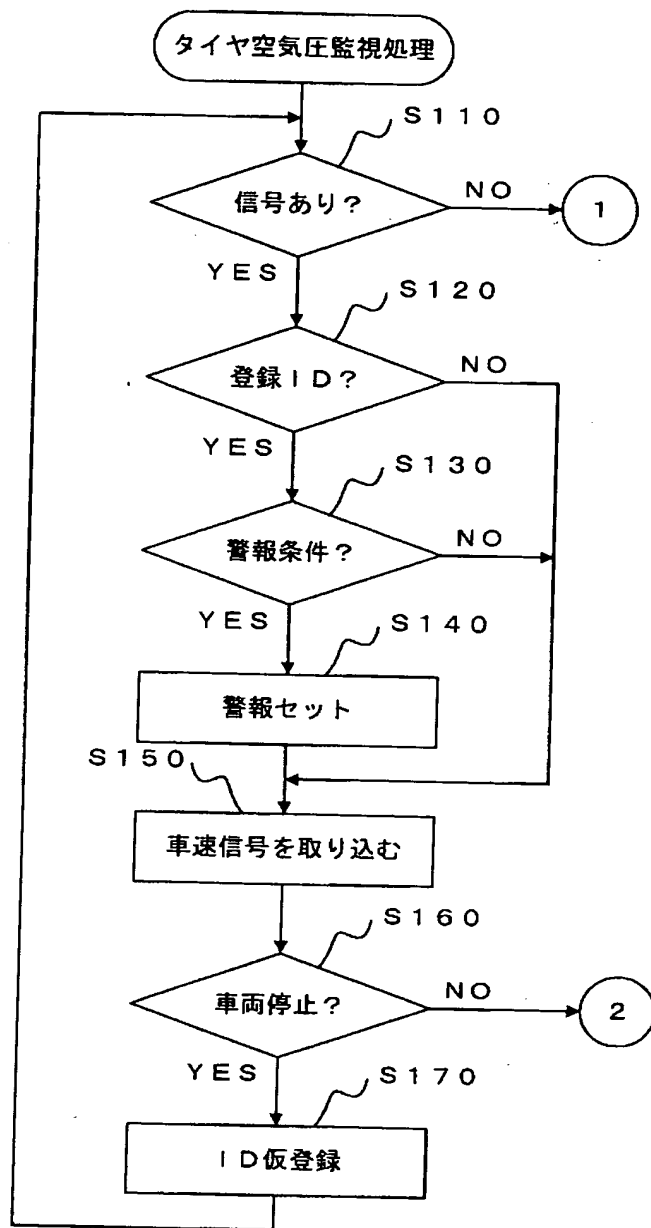 タイヤ空気圧監視処理
S110
信号あり?
NO
1
YES
S120
登録ID?
NO
YES
S130
警報条件?
NO
YES
S140
警報セット
S150
車速信号を取り込む
S160
車両停止?
NO
2
YES
S170
ID仮登録